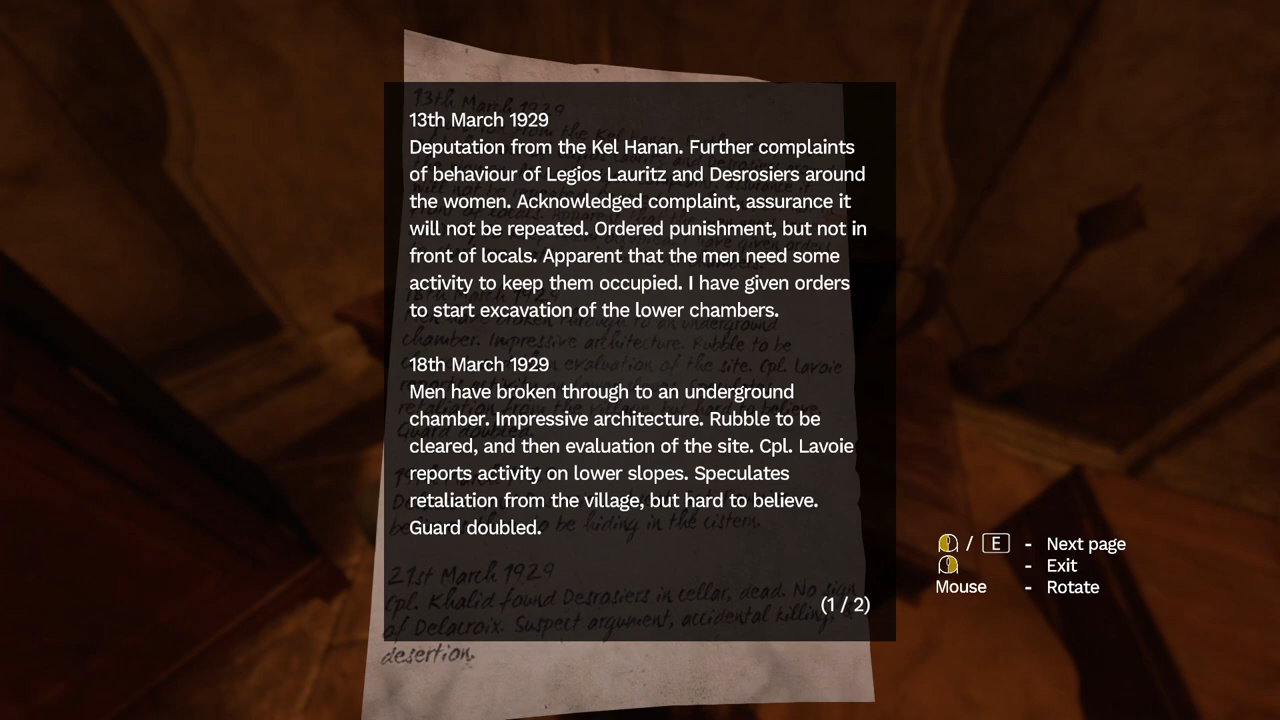 13th March 1929
Deputation from the Kel Hanan. Further complaints
of behaviour of Legios Lauritz and Desrosiers around
the women. Acknowledged complaint, assurance it
will not be repeated. Ordered punishment, but not in
front of locals. Apparent that the men need some
activity to keep them occupied. I have given orders
to start excavation of the lower chambers.
18th March 1929
Men have broken through to an underground
chamber. Impressive architecture. Rubble to be
cleared, and then evaluation of the site. Cpl. Lavoie
reports activity on lower slopes. Speculates
retaliation from the village, but hard to believe.
Guard doubled.
to be hiding in the cistern.
21st March 1929
Cpl. Khalid found Desrosiers in cellar, dead. No sign
of Delacroix. Suspect argument, accidental killing,
desertion.
(1 / 2)
/ E - Next page
- Exit
Mouse - Rotate